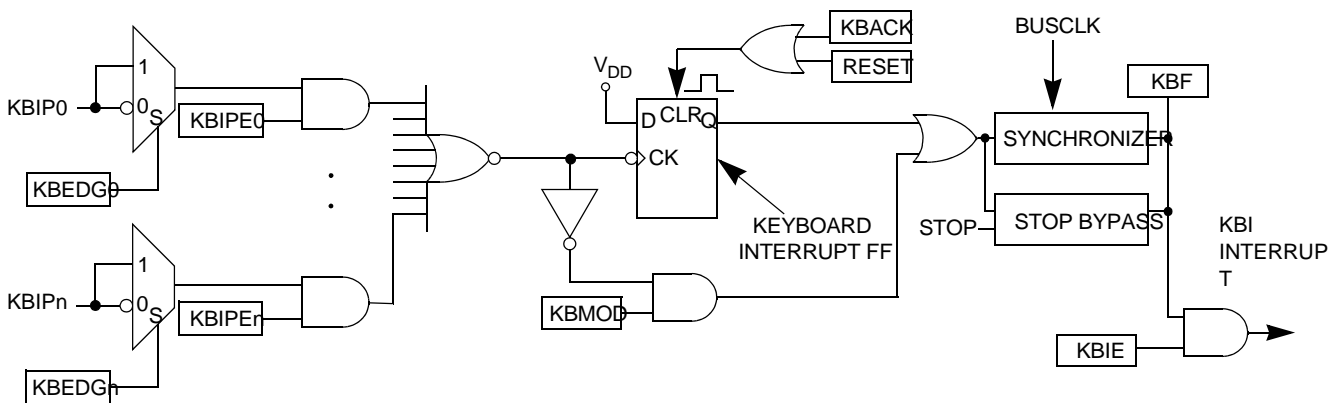 KBACK
RESET
BUSCLK
VDD
KBF
1
KBIP0
0
S
KBIPE0
D
CLR
Q
CK
SYNCHRONIZER
KBEDG0
STOP BYPASS
STOP
KEYBOARD
INTERRUPT FF
KBI
INTERRUP
T
1
KBIPn
0
S
KBIPEn
KBMOD
KBIE
KBEDGn